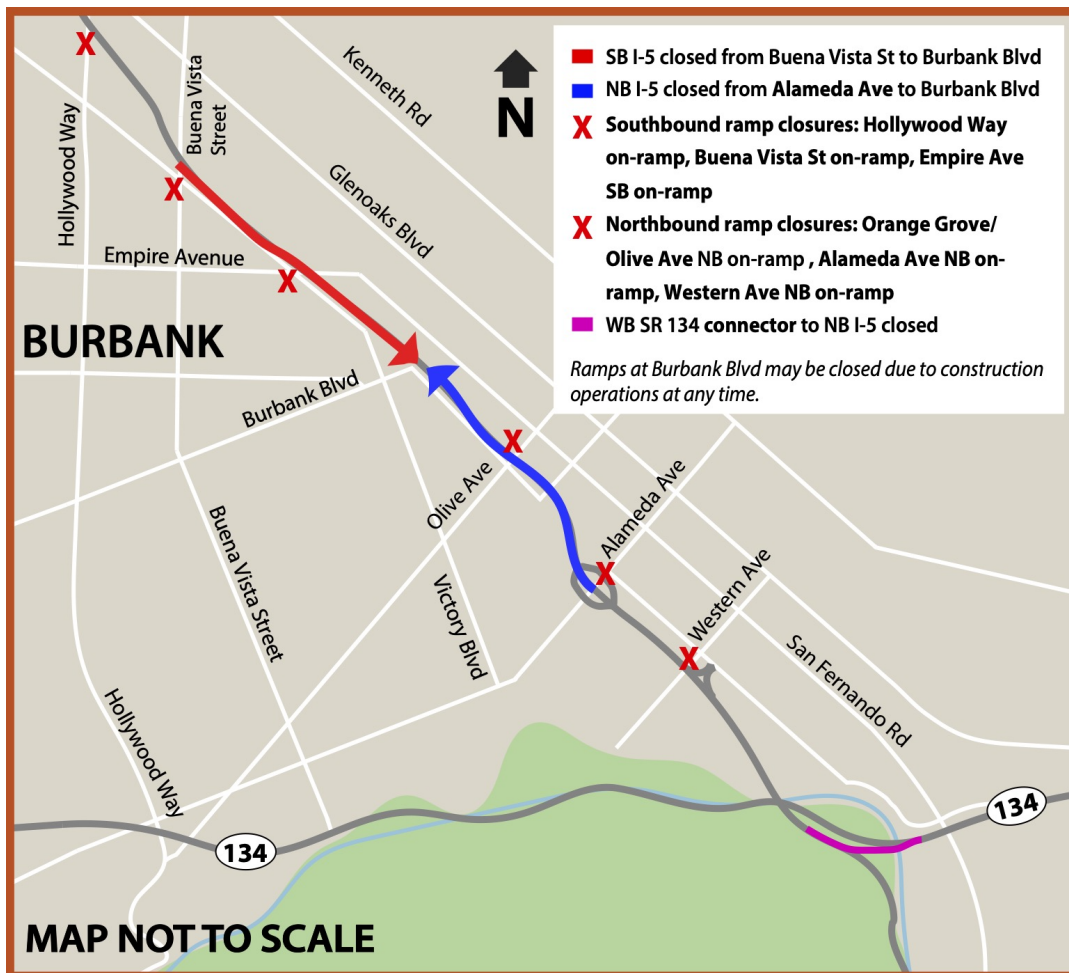 Kenneth Rd
Buena Vista
Street
Hollywood Way
N
SB I-5 closed from Buena Vista St to Burbank Blvd
NB I-5 closed from Alameda Ave to Burbank Blvd
X Southbound ramp closures: Hollywood Way
on-ramp, Buena Vista St on-ramp, Empire Ave
SB on-ramp
X Northbound ramp closures: Orange Grove/
Olive Ave NB on-ramp , Alameda Ave NB on-
ramp, Western Ave NB on-ramp
WB SR 134 connector to NB I-5 closed
Ramps at Burbank Blvd may be closed due to construction
operations at any time.
X
X
X
Glenoaks Blvd
Empire Avenue
BURBANK
Burbank Blvd
X
Olive Ave
Alameda Ave
X
Buena Vista Street
Victory Blvd
Western Ave
X
San Fernando Rd
Hollywood Way
134
134
MAP NOT TO SCALE